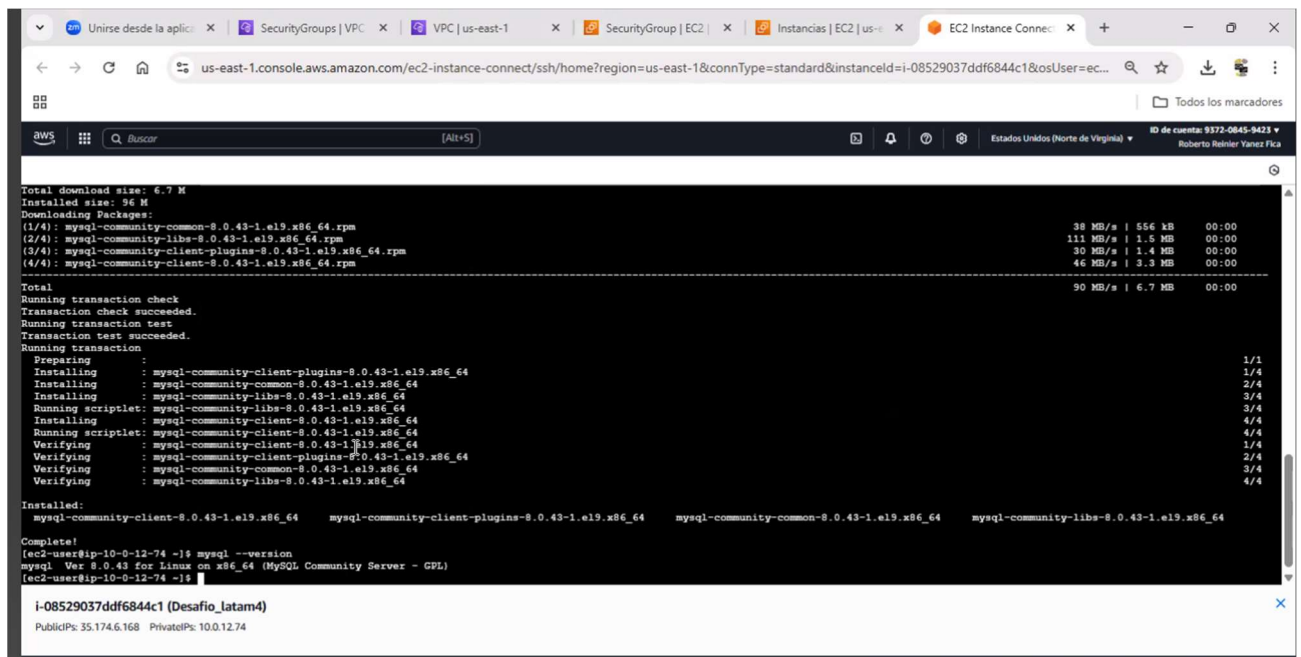 zm Unirse desde la aplica
SecurityGroups | VPC
VPC | us-east-1
SecurityGroup | EC2 |
Instancias | EC2 | us-e
EC2 Instance Connec
us-east-1.console.aws.amazon.com/ec2-instance-connect/ssh/home?region=us-east-1&connType=standard&instanceId=i-08529037ddf6844c1&osUser=ec...
Todos los marcadores
aws Buscar [Alt+S] Estados Unidos (Norte de Virginia) ID de cuenta: 9372-0845-9423
Roberto Reinier Yanez Fica
Total download size: 6.7 M
Installed size: 96 M
Downloading Packages:
(1/4): mysql-community-common-8.0.43-1.el9.x86_64.rpm 38 MB/s | 556 kB 00:00
(2/4): mysql-community-libs-8.0.43-1.el9.x86_64.rpm 111 MB/s | 1.5 MB 00:00
(3/4): mysql-community-client-plugins-8.0.43-1.el9.x86_64.rpm 30 MB/s | 1.4 MB 00:00
(4/4): mysql-community-client-8.0.43-1.el9.x86_64.rpm 46 MB/s | 3.3 MB 00:00
Total 90 MB/s | 6.7 MB 00:00
Running transaction check
Transaction check succeeded.
Running transaction test
Transaction test succeeded.
Running transaction
Preparing : 1/1
Installing : mysql-community-client-plugins-8.0.43-1.el9.x86_64 1/4
Installing : mysql-community-common-8.0.43-1.el9.x86_64 2/4
Installing : mysql-community-libs-8.0.43-1.el9.x86_64 3/4
Running scriptlet: mysql-community-libs-8.0.43-1.el9.x86_64 3/4
Installing : mysql-community-client-8.0.43-1.el9.x86_64 4/4
Running scriptlet: mysql-community-client-8.0.43-1.el9.x86_64 4/4
Verifying : mysql-community-client-8.0.43-1.el9.x86_64 1/4
Verifying : mysql-community-client-plugins-8.0.43-1.el9.x86_64 2/4
Verifying : mysql-community-common-8.0.43-1.el9.x86_64 3/4
Verifying : mysql-community-libs-8.0.43-1.el9.x86_64 4/4
Installed:
mysql-community-client-8.0.43-1.el9.x86_64 mysql-community-client-plugins-8.0.43-1.el9.x86_64 mysql-community-common-8.0.43-1.el9.x86_64 mysql-community-libs-8.0.43-1.el9.x86_64
Complete!
[ec2-user@ip-10-0-12-74 ~]$ mysql --version
mysql Ver 8.0.43 for Linux on x86_64 (MySQL Community Server - GPL)
[ec2-user@ip-10-0-12-74 ~]$
i-08529037ddf6844c1 (Desafio_latam4)
PublicIPs: 35.174.6.168 PrivateIPs: 10.0.12.74